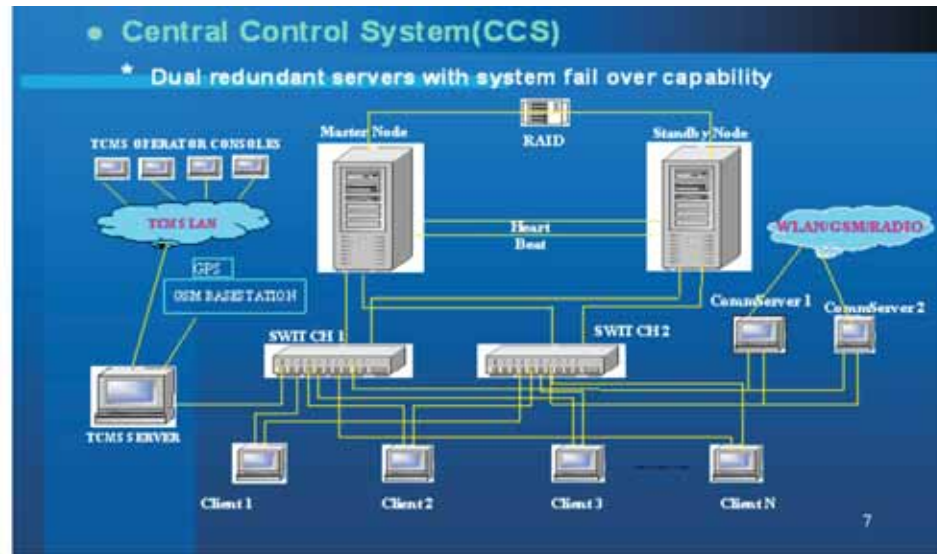 Central Control System(CCS)
* Dual redundant servers with system fail over capability
Master Node
RAID
Standby Node
TCMS OPERATOR CONSOLES
TCMS LAN
Heart
Beat
WLAN/GSM/RADIO
GPS
GSM BASESTATION
CommServer 1
CommServer 2
SWITCH 1
SWITCH 2
TCMS SERVER
Client 1
Client 2
Client 3
Client N
7